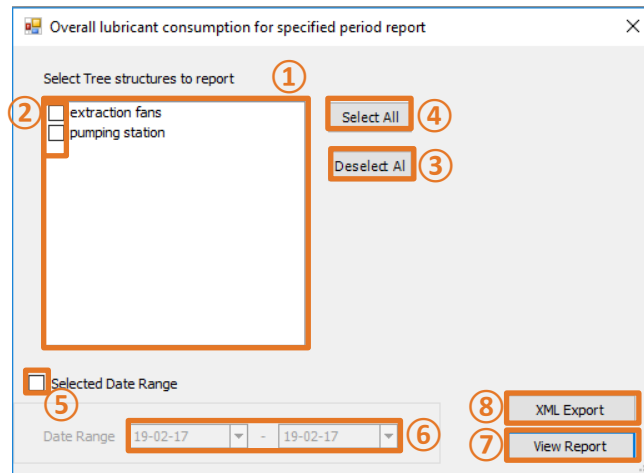 Overall lubricant consumption for specified period report
Select Tree structures to report ①
② extraction fans
pumping station
Select All ④
Deselect Al ③
Selected Date Range
⑤
Date Range 19-02-17 - 19-02-17 ⑥
⑧ XML Export
⑦ View Report